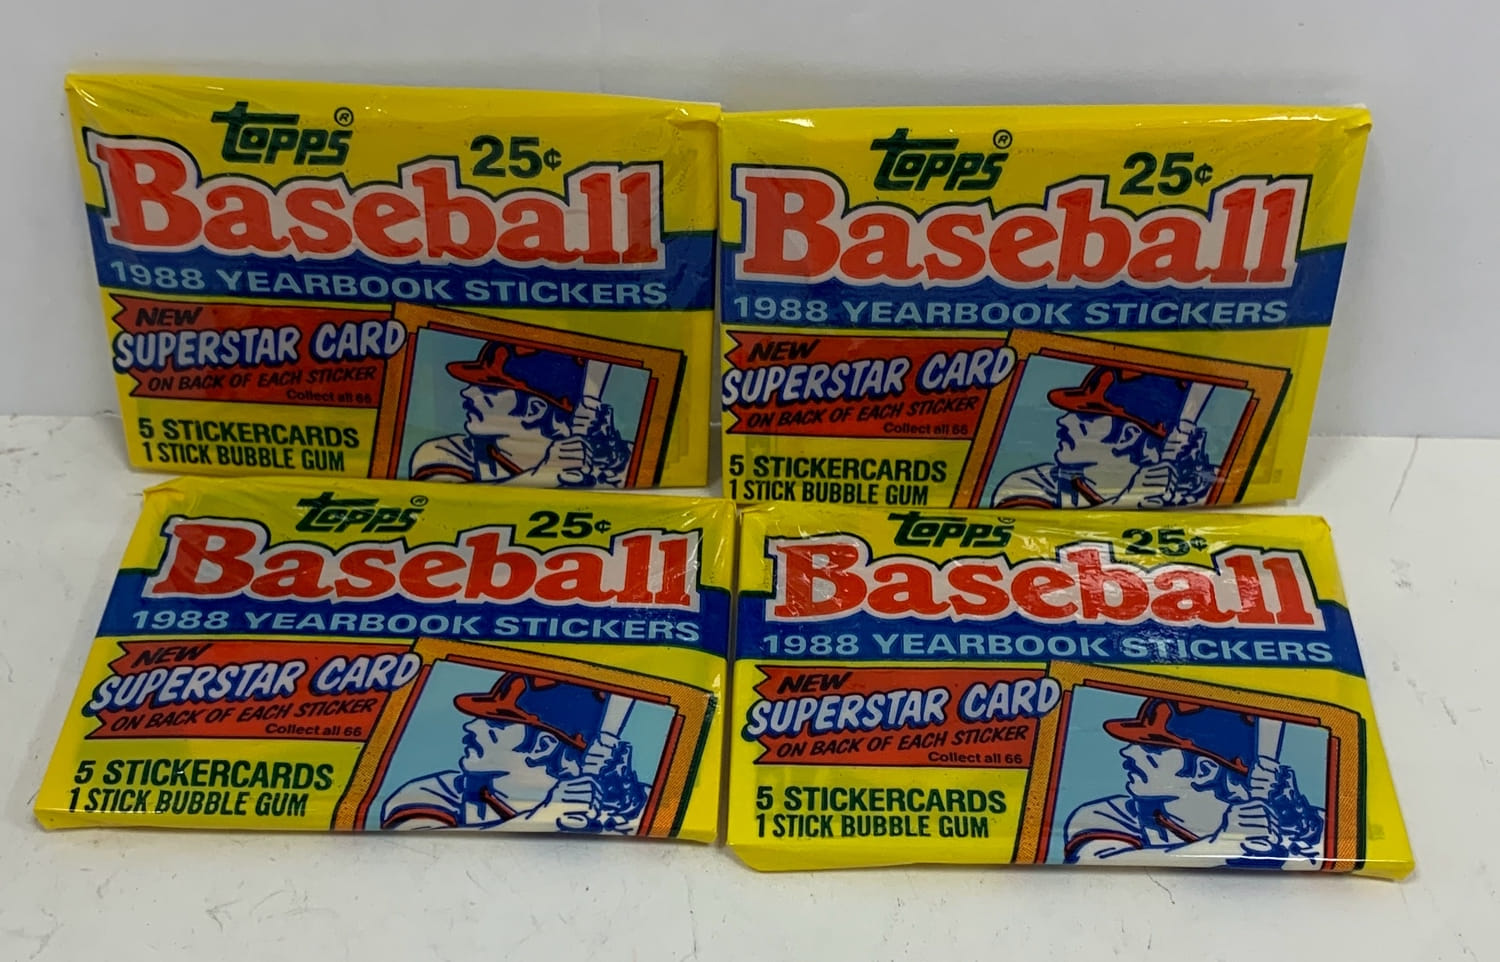 Topps®
25¢
Baseball
1988 YEARBOOK STICKERS
NEW
SUPERSTAR CARD
ON BACK OF EACH STICKER
Collect all 66
5 STICKERCARDS
1 STICK BUBBLE GUM
Topps®
25¢
Baseball
1988 YEARBOOK STICKERS
NEW
SUPERSTAR CARD
ON BACK OF EACH STICKER
Collect all 66
5 STICKERCARDS
1 STICK BUBBLE GUM
Topps®
25¢
Baseball
1988 YEARBOOK STICKERS
NEW
SUPERSTAR CARD
ON BACK OF EACH STICKER
Collect all 66
5 STICKERCARDS
1 STICK BUBBLE GUM
Topps®
25¢
Baseball
1988 YEARBOOK STICKERS
NEW
SUPERSTAR CARD
ON BACK OF EACH STICKER
Collect all 66
5 STICKERCARDS
1 STICK BUBBLE GUM